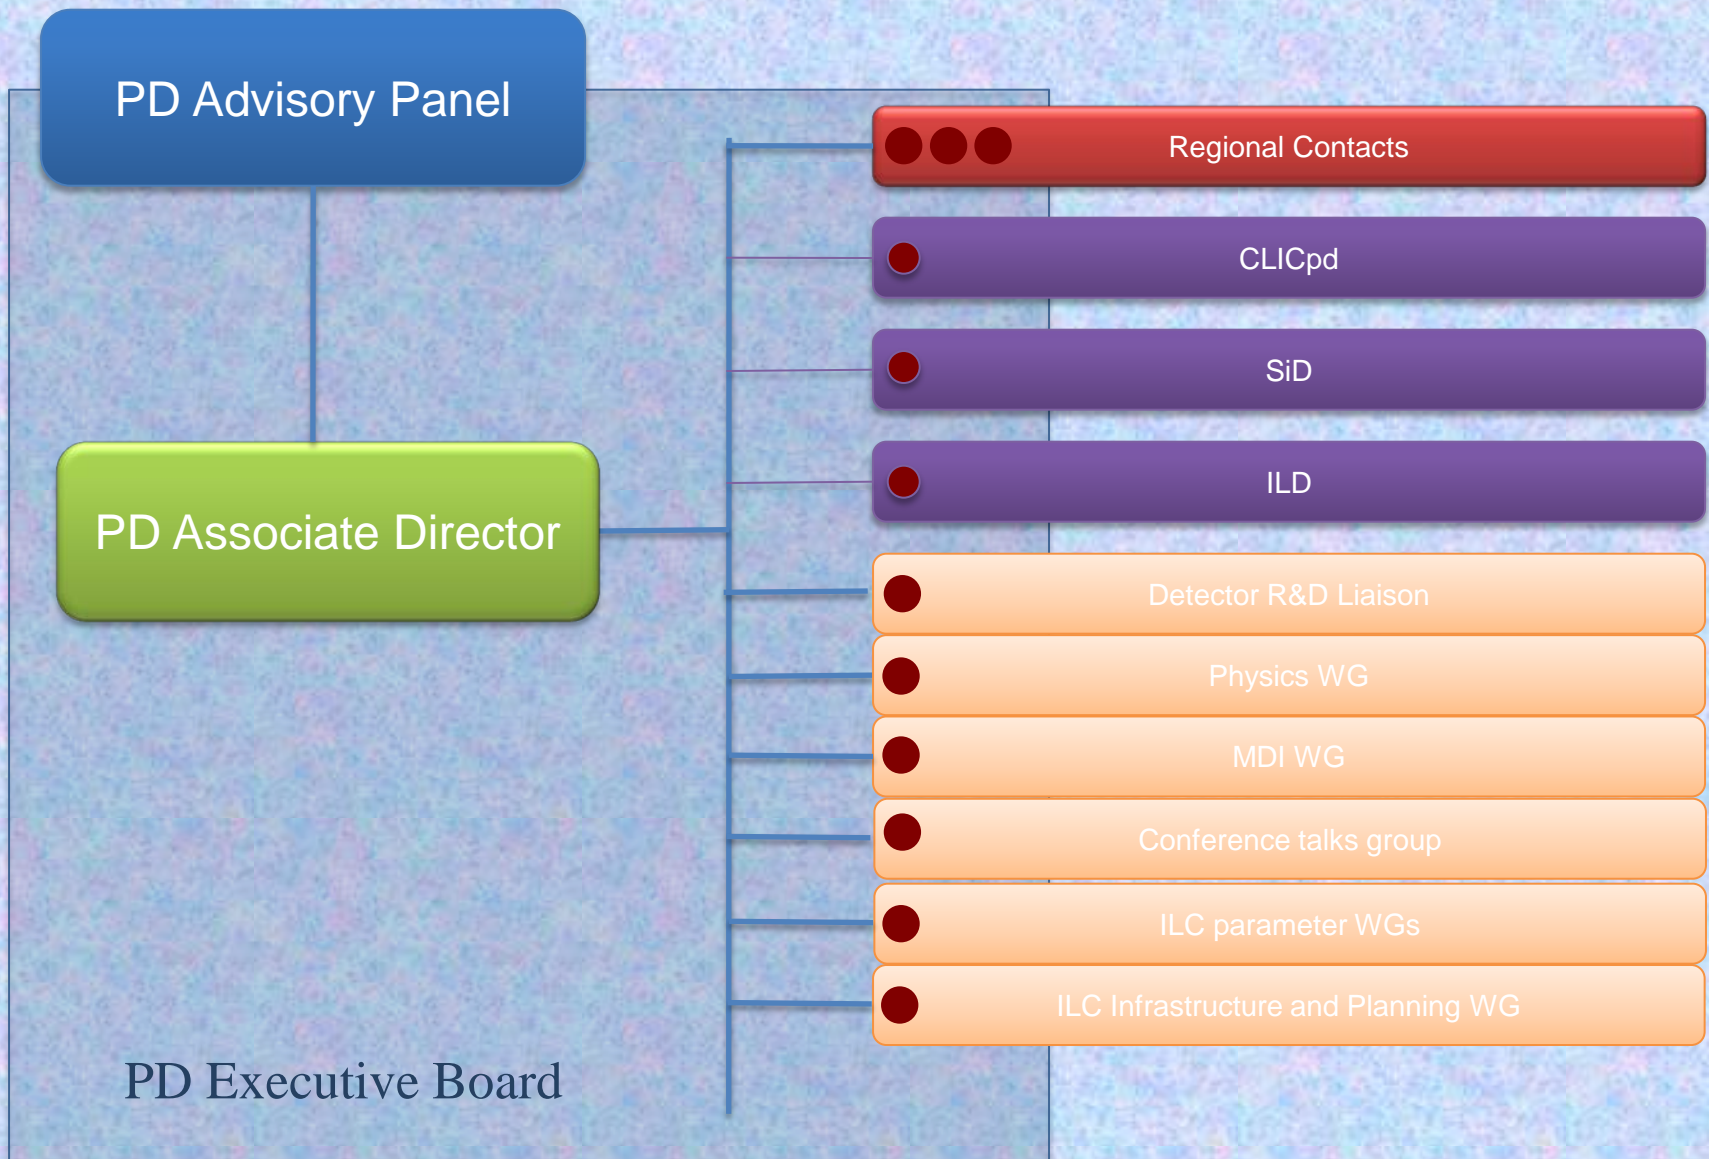 PD Advisory Panel
Regional Contacts
CLICpd
SiD
ILD
PD Associate Director
Detector R&D Liaison
Physics WG
MDI WG
Conference talks group
ILC parameter WGs
ILC Infrastructure and Planning WG
PD Executive Board